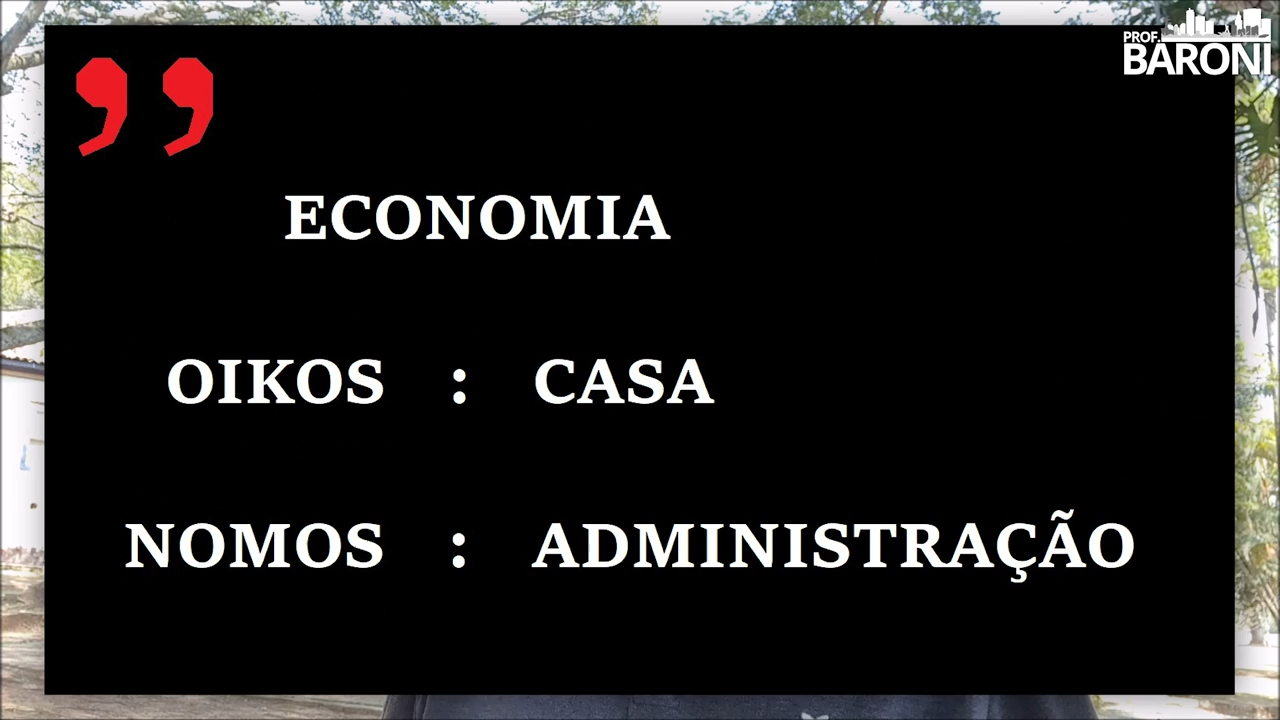 PROF.
BARONI
”
ECONOMIA
OIKOS : CASA
NOMOS : ADMINISTRAÇÃO